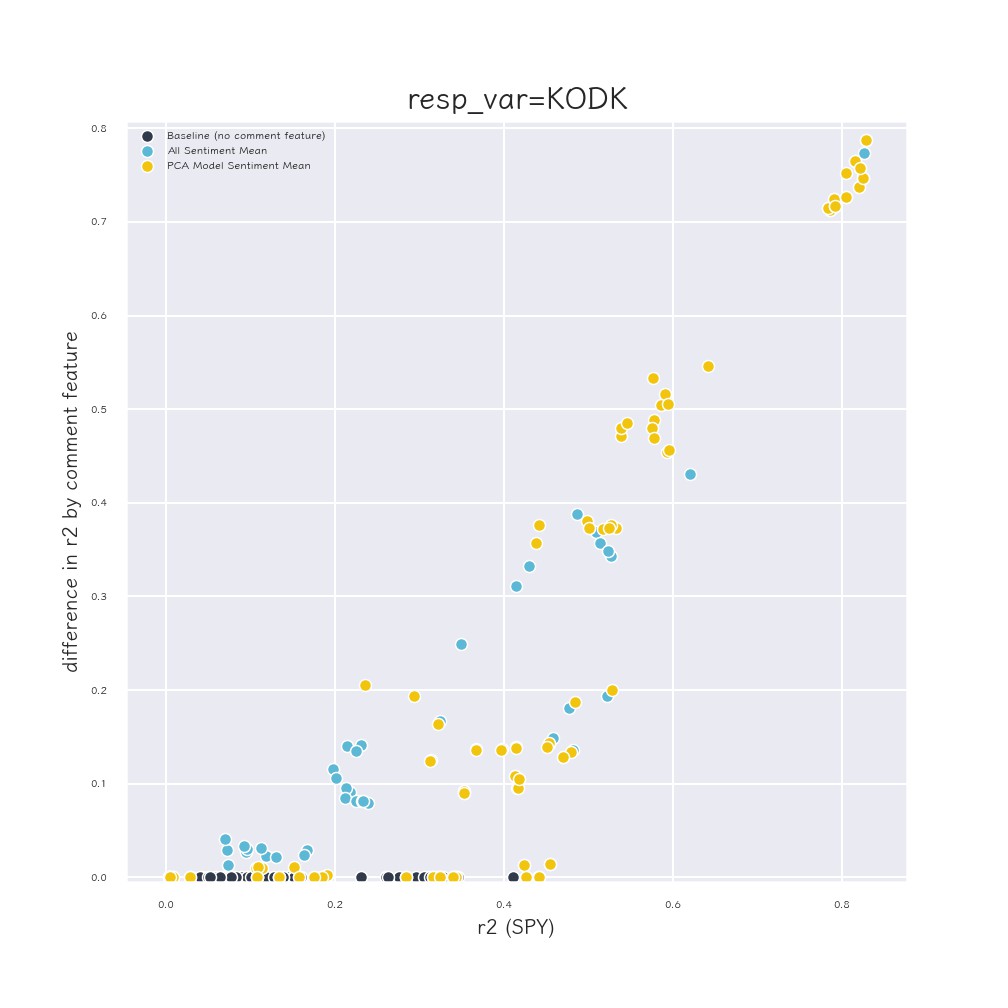 resp_var=KODK
Baseline (no comment feature)
All Sentiment Mean
PCA Model Sentiment Mean
difference in r2 by comment feature
0.8
0.7
0.6
0.5
0.4
0.3
0.2
0.1
0.0
0.0 0.2 0.4 0.6 0.8
r2 (SPY)